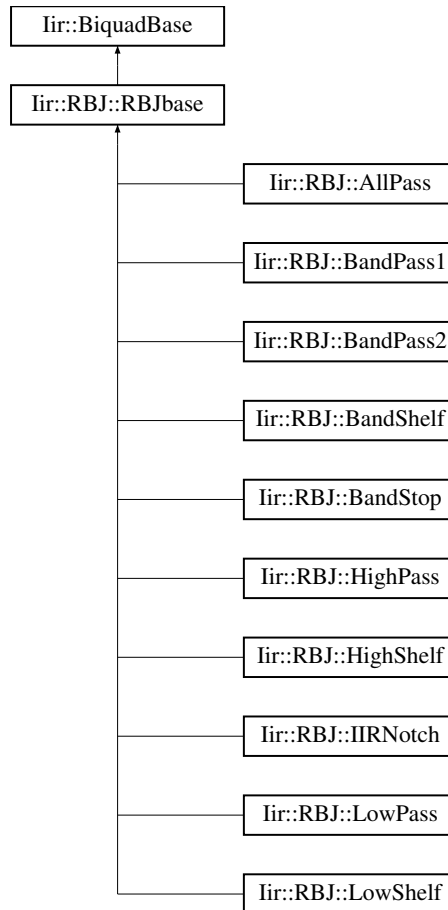 Iir::BiquadBase
Iir::RBJ::RBJbase
Iir::RBJ::AllPass
Iir::RBJ::BandPass1
Iir::RBJ::BandPass2
Iir::RBJ::BandShelf
Iir::RBJ::BandStop
Iir::RBJ::HighPass
Iir::RBJ::HighShelf
Iir::RBJ::IIRNotch
Iir::RBJ::LowPass
Iir::RBJ::LowShelf